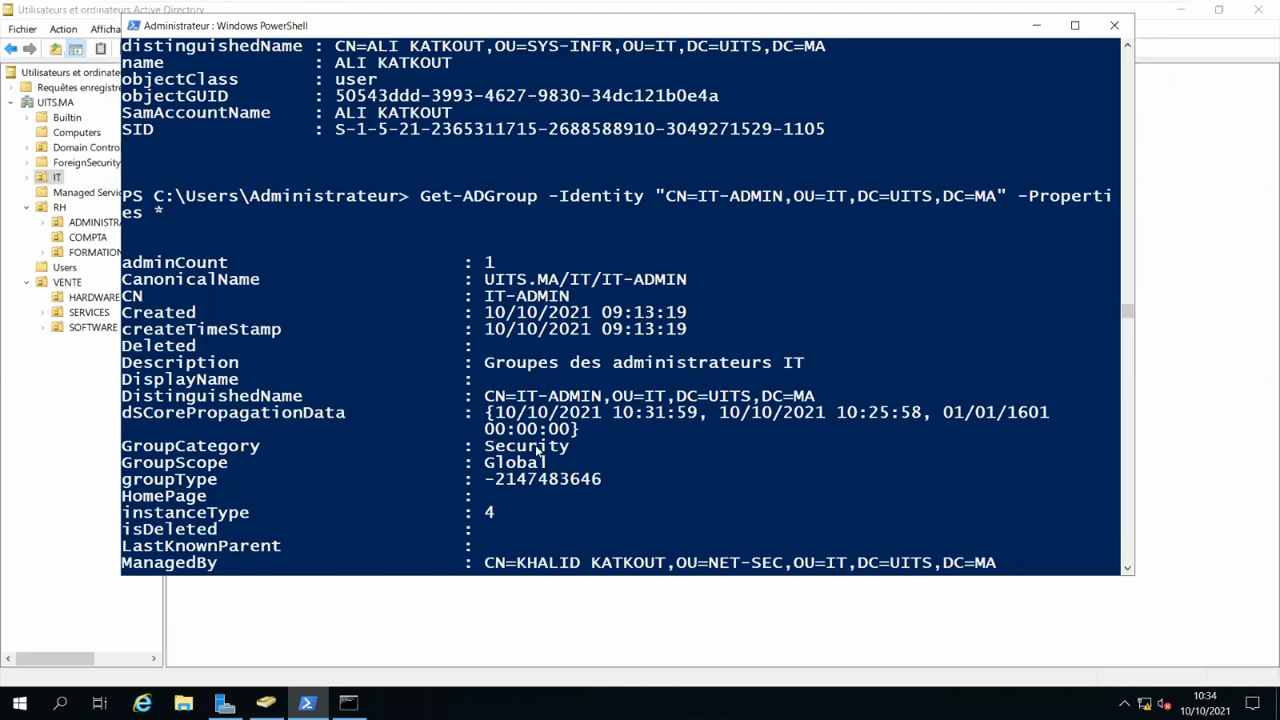 Utilisateurs et ordinateurs Active Directory
Fichier Action Afficha
Administrateur : Windows PowerShell
Utilisateurs et ordinate
Requêtes enregistre
UITS.MA
Builtin
Computers
Domain Contro
ForeignSecurity
IT
Managed Servic
RH
ADMINISTRA
COMPTA
FORMATION
Users
VENTE
HARDWARE
SERVICES
SOFTWARE
distinguishedName : CN=ALI KATKOUT,OU=SYS-INFR,OU=IT,DC=UITS,DC=MA
name : ALI KATKOUT
objectClass : user
objectGUID : 50543ddd-3993-4627-9830-34dc121b0e4a
SamAccountName : ALI KATKOUT
SID : S-1-5-21-2365311715-2688588910-3049271529-1105
PS C:\Users\Administrateur> Get-ADGroup -Identity "CN=IT-ADMIN,OU=IT,DC=UITS,DC=MA" -Properti
es *
adminCount : 1
CanonicalName : UITS.MA/IT/IT-ADMIN
CN : IT-ADMIN
Created : 10/10/2021 09:13:19
createTimeStamp : 10/10/2021 09:13:19
Deleted :
Description : Groupes des administrateurs IT
DisplayName :
DistinguishedName : CN=IT-ADMIN,OU=IT,DC=UITS,DC=MA
dSCorePropagationData : {10/10/2021 10:31:59, 10/10/2021 10:25:58, 01/01/1601
00:00:00}
GroupCategory : Security
GroupScope : Global
groupType : -2147483646
HomePage :
instanceType : 4
isDeleted :
LastKnownParent :
ManagedBy : CN=KHALID KATKOUT,OU=NET-SEC,OU=IT,DC=UITS,DC=MA
10:34
10/10/2021